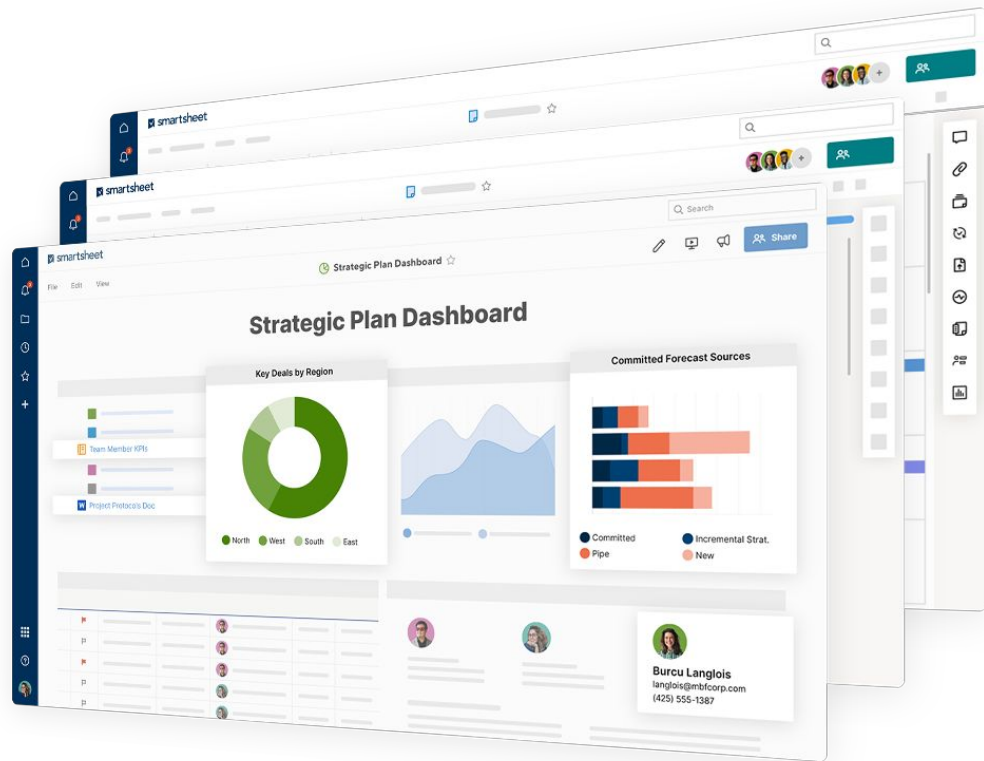 smartsheet
smartsheet
smartsheet
Search
Strategic Plan Dashboard
Share
File Edit View
Strategic Plan Dashboard
Key Deals by Region
Committed Forecast Sources
Team Member KPIs
W Project Protocols Doc
North West South East
Committed Incremental Strat.
Pipe New
Burcu Langlois
langlois@mbfcorp.com
(425) 555-1387